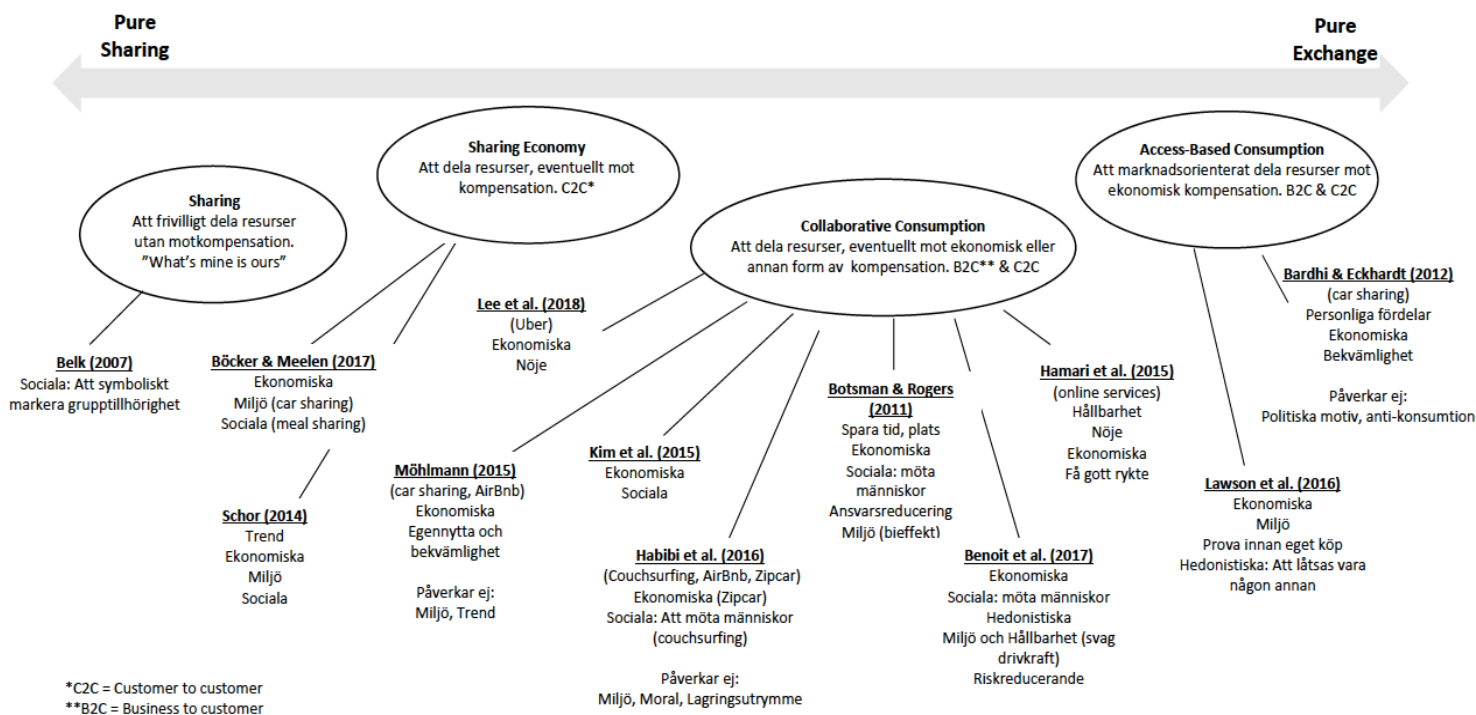 Pure
Sharing
Pure
Exchange
Sharing
Att frivilligt dela resurser
utan motkompensation.
”What’s mine is ours”
Sharing Economy
Att dela resurser, eventuellt mot
kompensation. C2C*
Collaborative Consumption
Att dela resurser, eventuellt mot ekonomisk eller
annan form av kompensation. B2C** & C2C
Access-Based Consumption
Att marknadsorienterat dela resurser mot
ekonomisk kompensation. B2C & C2C
Belk (2007)
Sociala: Att symboliskt
markera grupptillhörighet
Böcker & Meelen (2017)
Ekonomiska
Miljö (car sharing)
Sociala (meal sharing)
Schor (2014)
Trend
Ekonomiska
Miljö
Sociala
Lee et al. (2018)
(Uber)
Ekonomiska
Nöje
Möhlmann (2015)
(car sharing, AirBnb)
Ekonomiska
Egennytta och
bekvämlighet
Påverkar ej:
Miljö, Trend
Kim et al. (2015)
Ekonomiska
Sociala
Habibi et al. (2016)
(Couchsurfing, AirBnb, Zipcar)
Ekonomiska (Zipcar)
Sociala: Att möta människor
(couchsurfing)
Påverkar ej:
Miljö, Moral, Lagringsutrymme
Botsman & Rogers
(2011)
Spara tid, plats
Ekonomiska
Sociala: möta
människor
Ansvarsreducering
Miljö (bieffekt)
Benoit et al. (2017)
Ekonomiska
Sociala: möta människor
Hedonistiska
Miljö och Hållbarhet (svag
drivkraft)
Riskreducerande
Hamari et al. (2015)
(online services)
Hållbarhet
Nöje
Ekonomiska
Få gott rykte
Bardhi & Eckhardt (2012)
(car sharing)
Personliga fördelar
Ekonomiska
Bekvämlighet
Påverkar ej:
Politiska motiv, anti-konsumtion
Lawson et al. (2016)
Ekonomiska
Miljö
Prova innan eget köp
Hedonistiska: Att låtsas vara
någon annan
*C2C = Customer to customer
**B2C = Business to customer